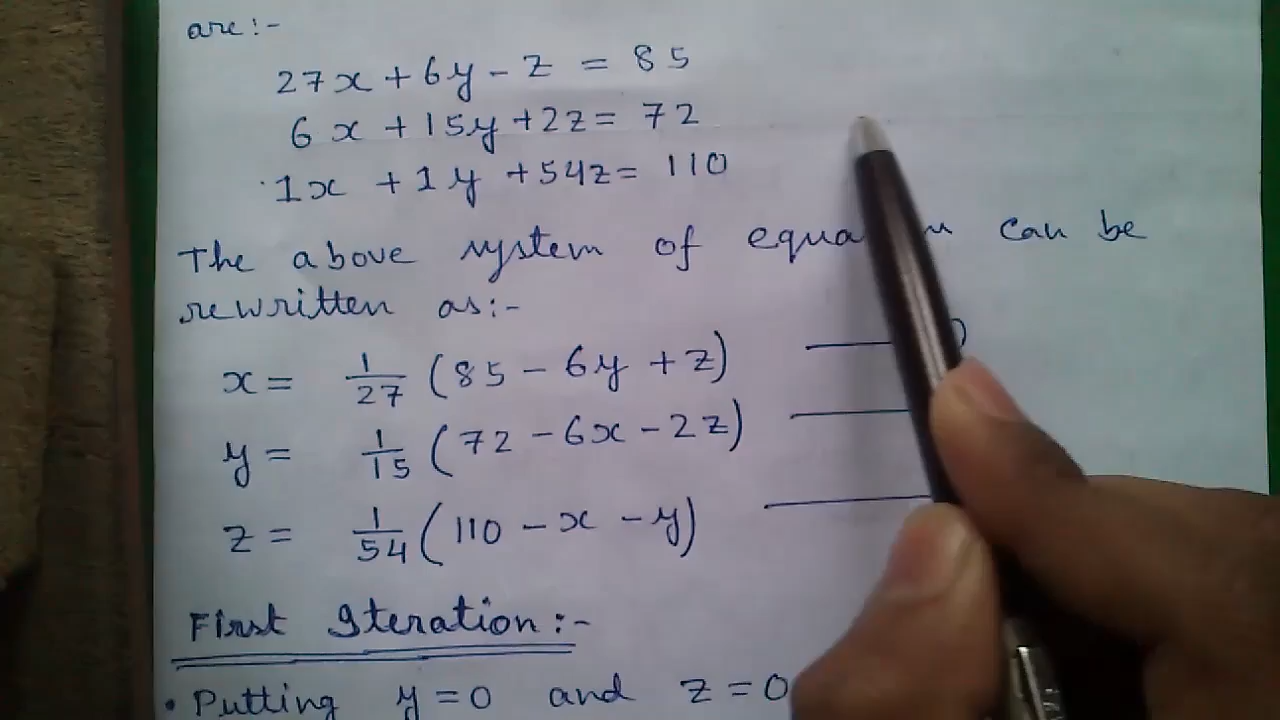 are:-
27x + 6y - z = 85
6x + 15y + 2z = 72
1x + 1y + 54z = 110
The above system of can be
rewritten as:-
x = 1/27 (85 - 6y + z)
y = 1/15 (72 - 6x - 2z)
z = 1/54 (110 - x - y)
First Iteration:-
• Putting y = 0 and z = 0